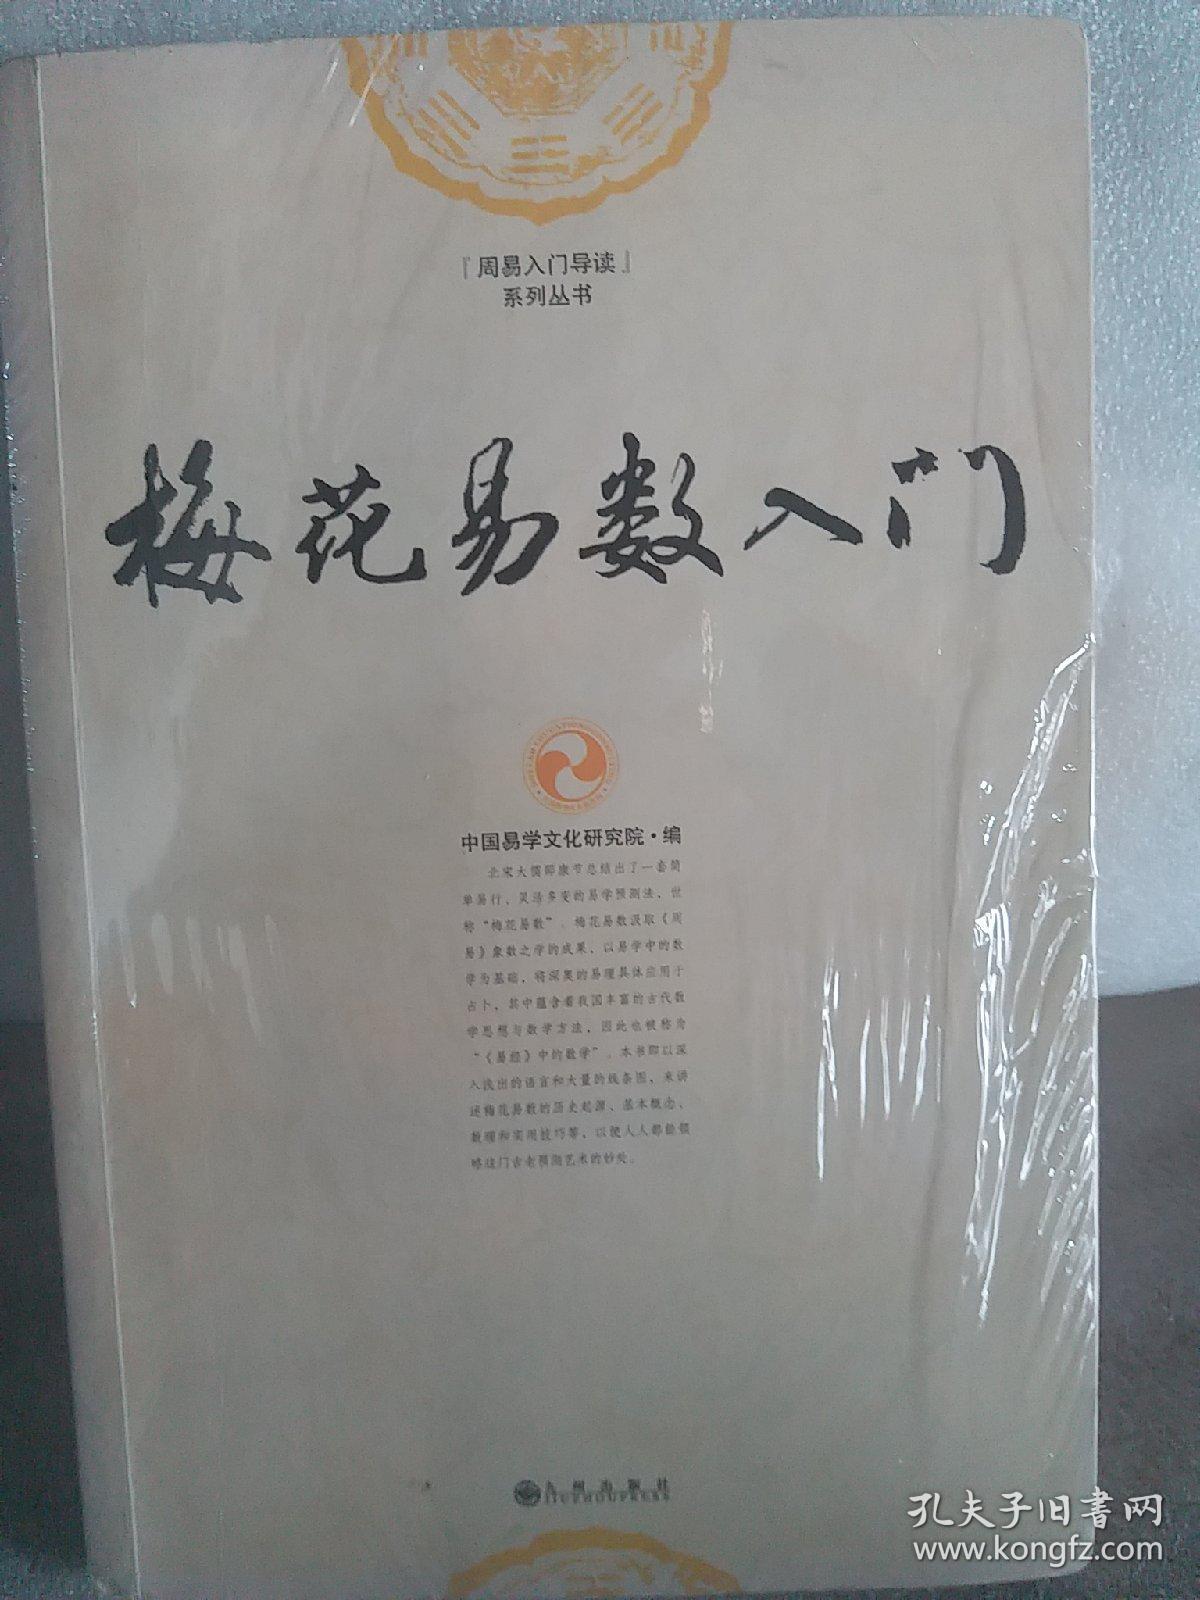 『周易入门导读』
系列丛书
梅花易数入门
中国易学文化研究院·编
北宋大儒邵康节总结出了一套简
单易行、灵活多变的易学预测法，世
称“梅花易数”。梅花易数汲取《周
易》象数之学的成果，以易学中的数
学为基础，将深奥的易理具体应用于
占卜，其中蕴含着我国丰富的古代数
学思想与数学方法，因此也被称为
“《易经》中的数学”。本书即以深
入浅出的语言和大量的线条图，来讲
述梅花易数的历史起源、基本概念、
数理和实用技巧等，以使人人都能领
略这门古老预测艺术的妙处。
九州出版社
JIUZHOUPRESS
孔夫子旧书网
www.kongfz.com